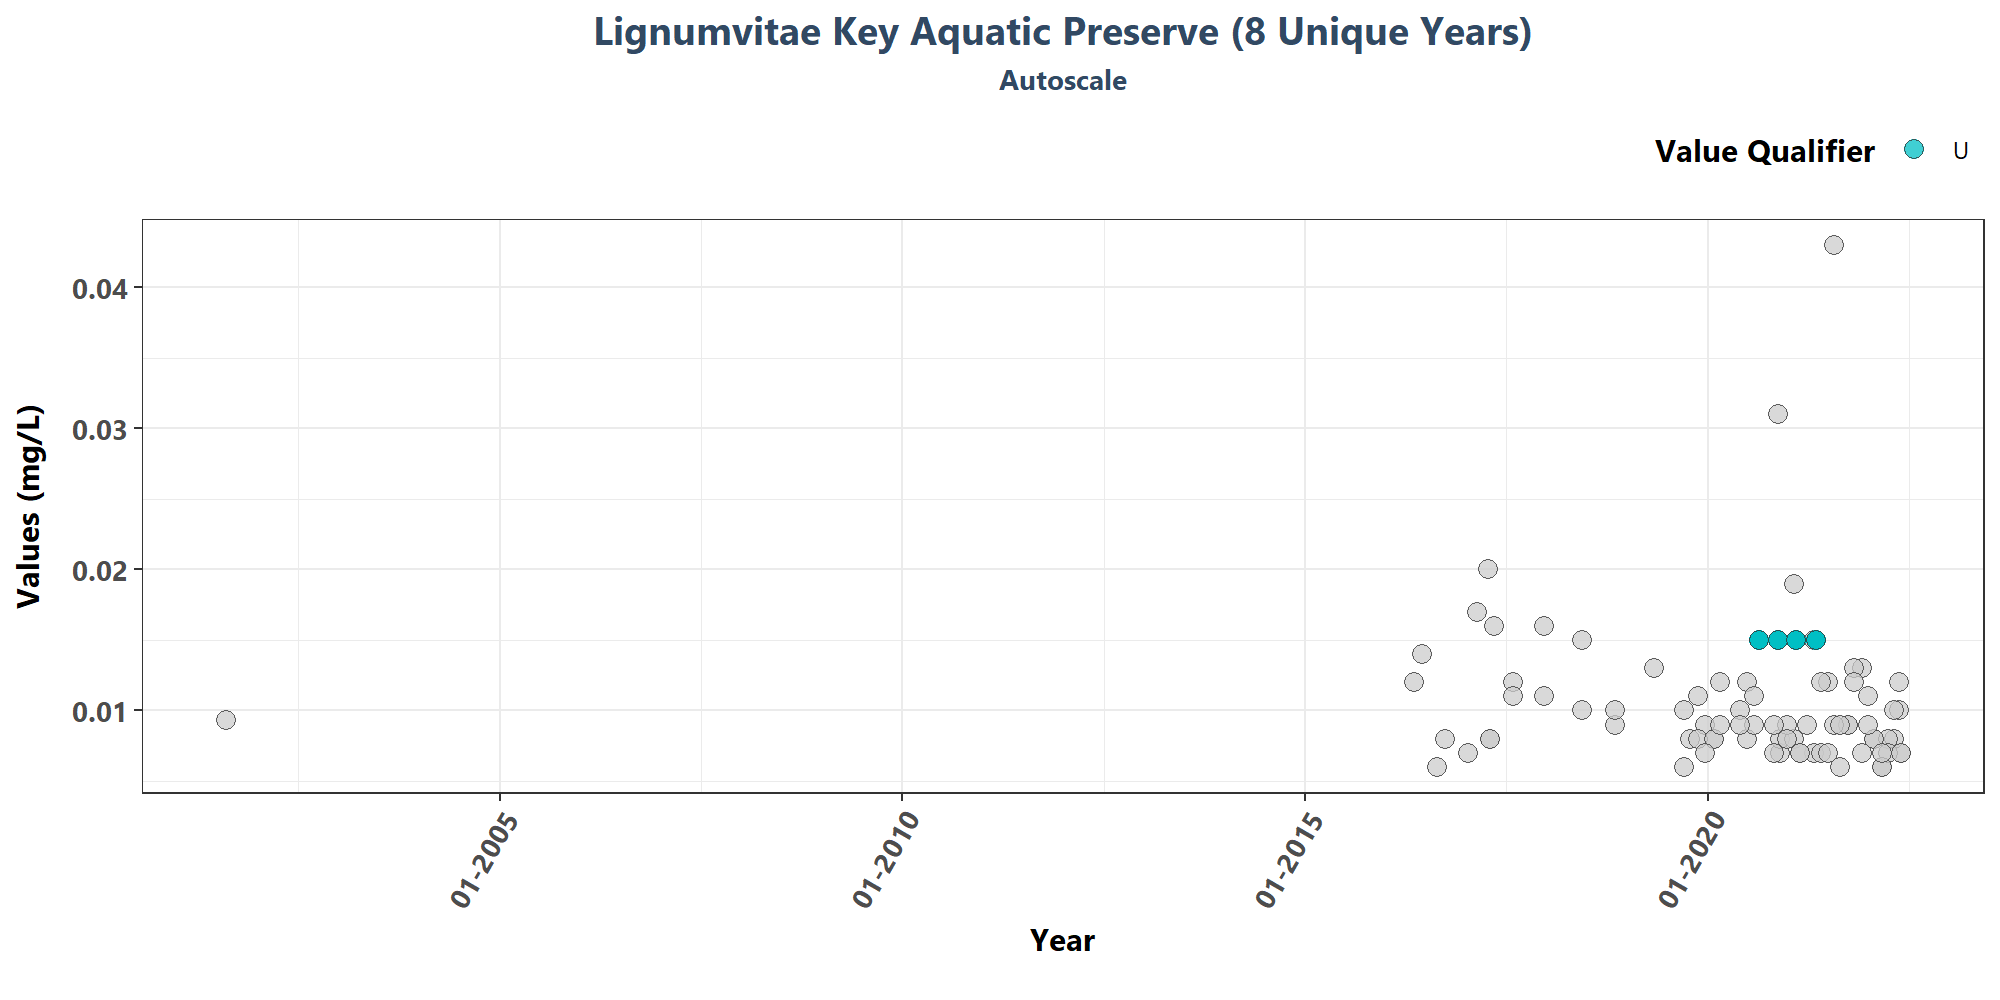 Lignumvitae Key Aquatic Preserve (8 Unique Years)
Autoscale
Value Qualifier U
0.04
0.03
0.02
0.01
Values (mg/L)
01-2005
01-2010
01-2015
01-2020
Year